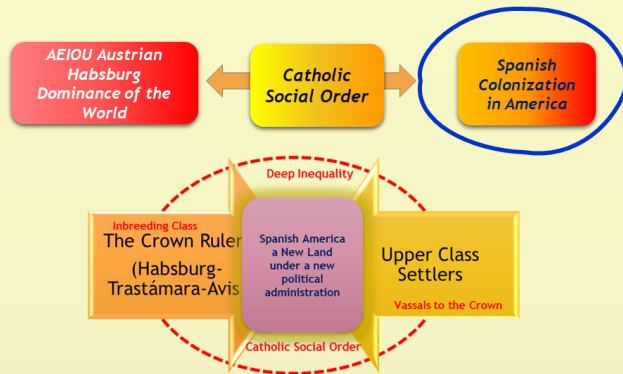 AEIOU Austrian
Habsburg
Dominance of the
World
Catholic
Social Order
Spanish
Colonization
in America
Deep Inequality
Inbreeding Class
The Crown Ruler
(Habsburg-
Trastámara-Avis)
Spanish America
a New Land
under a new
political
administration
Upper Class
Settlers
Vassals to the Crown
Catholic Social Order